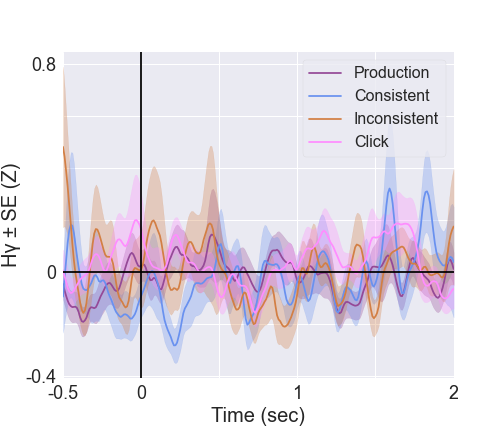 0.8
Production
Consistent
Inconsistent
Click
Hγ ± SE (Z)
0
-0.4
-0.5
0
1
2
Time (sec)